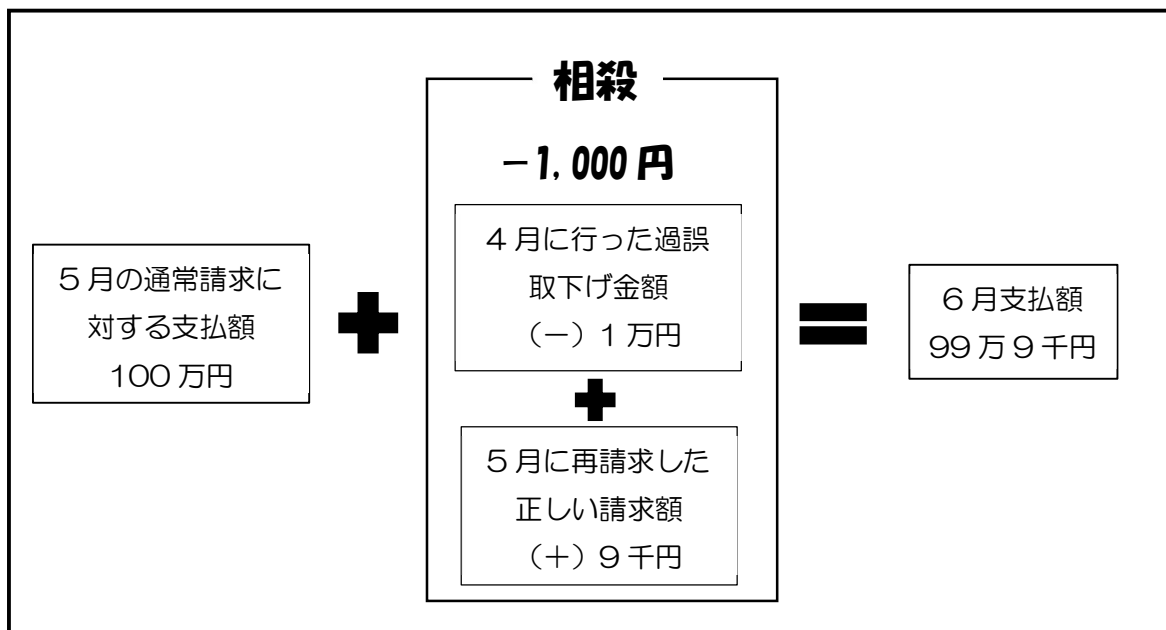 相殺
－1,000円
５月の通常請求に
対する支払額
100万円
４月に行った過誤
取下げ金額
（－）１万円
５月に再請求した
正しい請求額
（＋）９千円
６月支払額
99万９千円